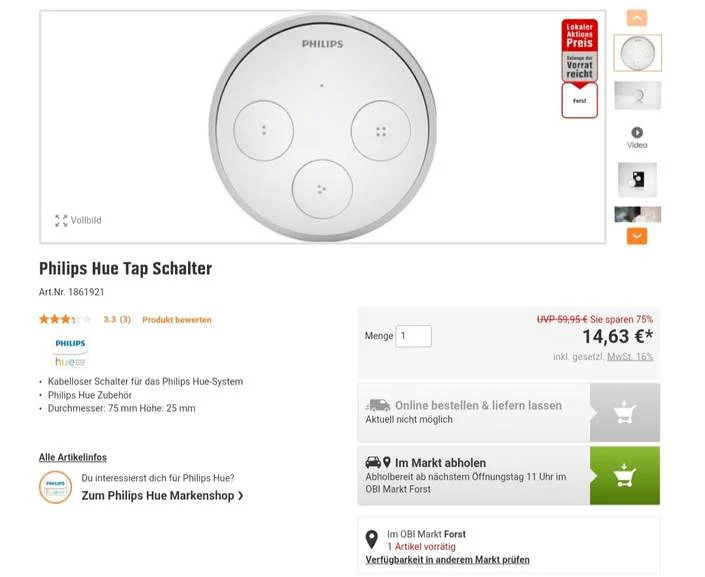 PHILIPS
Lokaler
Aktions
Preis
Solange der
Vorrat
reicht
Forst
Video
Vollbild
Philips Hue Tap Schalter
Art.Nr. 1861921
3.3 (3) Produkt bewerten
PHILIPS
hue
• Kabelloser Schalter für das Philips Hue-System
• Philips Hue Zubehör
• Durchmesser: 75 mm Höhe: 25 mm
Alle Artikelinfos
PHILIPS
Du interessierst dich für Philips Hue?
Zum Philips Hue Markenshop ❯
UVP 59,95 € Sie sparen 75%
Menge 1
14,63 €*
inkl. gesetzl. MwSt. 16%
Online bestellen & liefern lassen
Aktuell nicht möglich
Im Markt abholen
Abholbereit ab nächstem Öffnungstag 11 Uhr im
OBI Markt Forst
Im OBI Markt Forst
1 Artikel vorrätig
Verfügbarkeit in anderem Markt prüfen